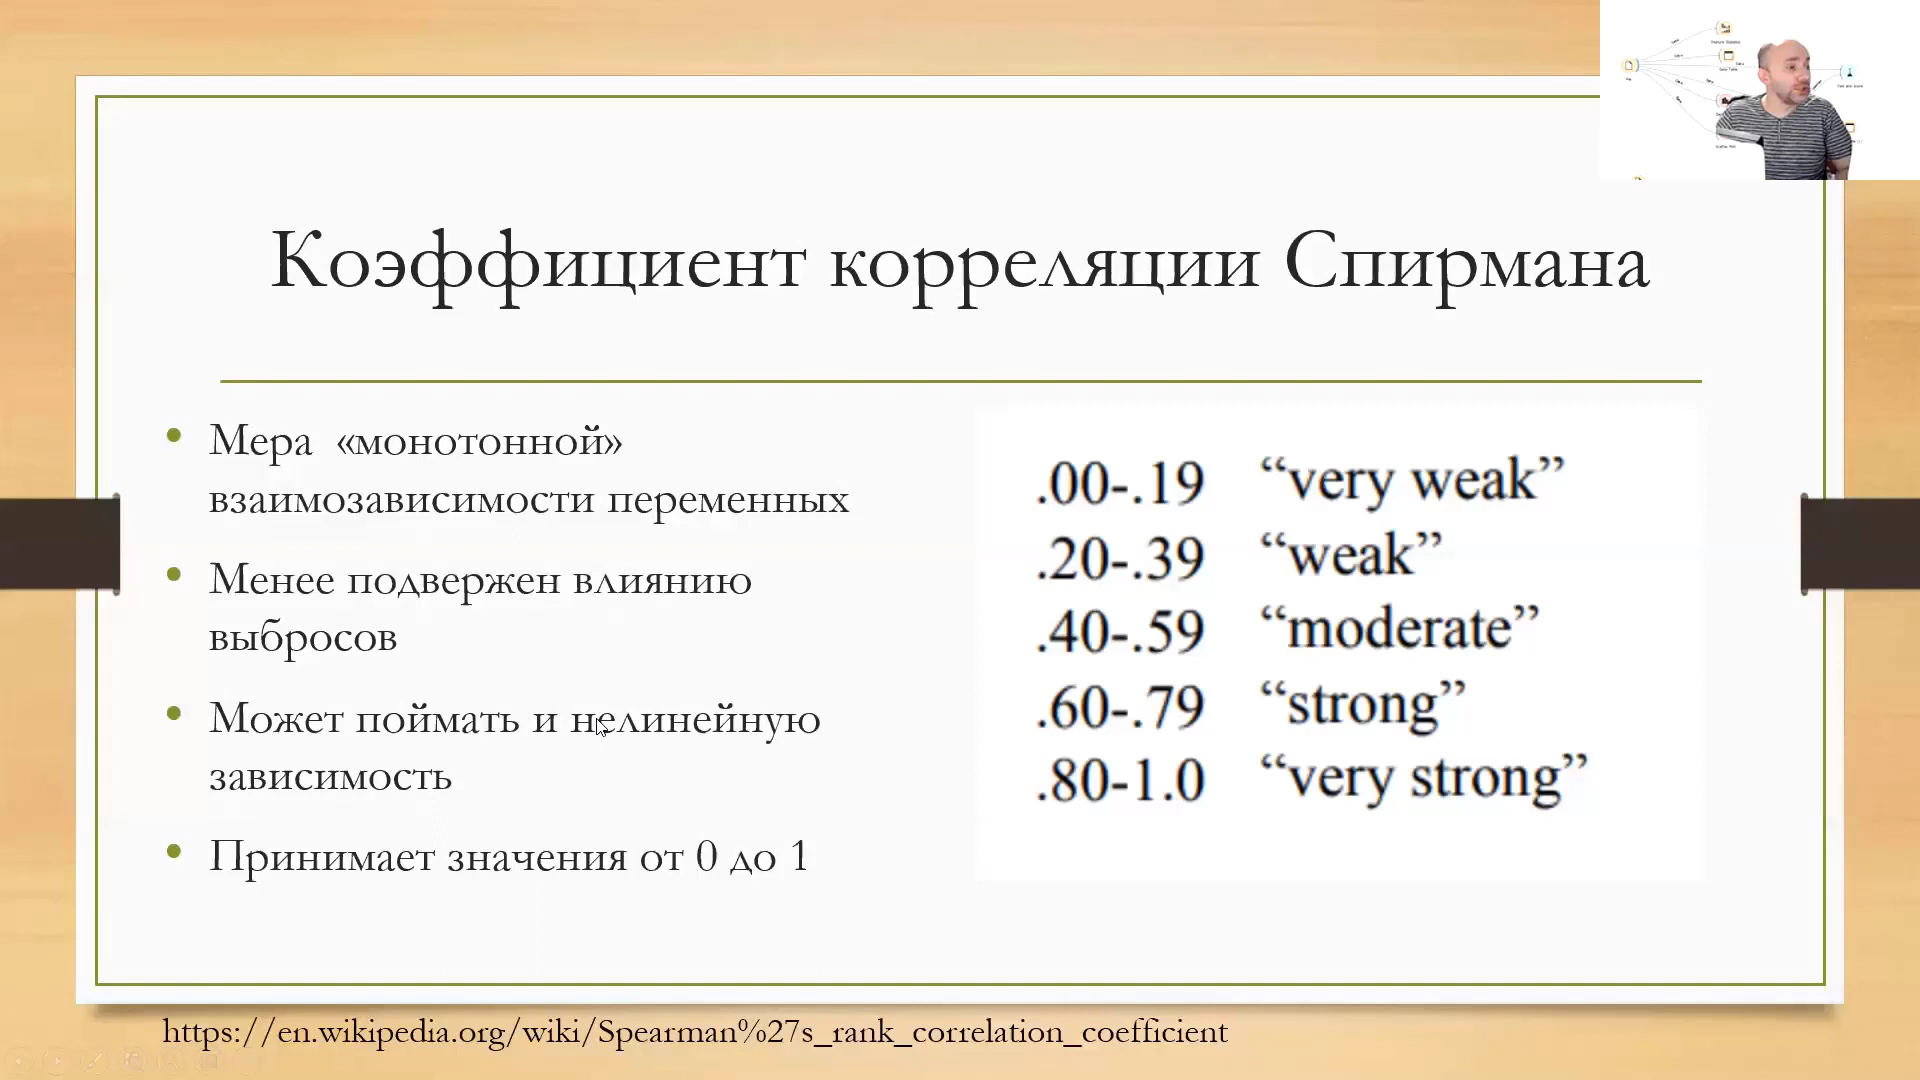 Коэффициент корреляции Спирмана
• Мера «монотонной»
взаимозависимости переменных
• Менее подвержен влиянию
выбросов
• Может поймать и нелинейную
зависимость
• Принимает значения от 0 до 1
.00-.19 “very weak”
.20-.39 “weak”
.40-.59 “moderate”
.60-.79 “strong”
.80-1.0 “very strong”
https://en.wikipedia.org/wiki/Spearman%27s_rank_correlation_coefficient